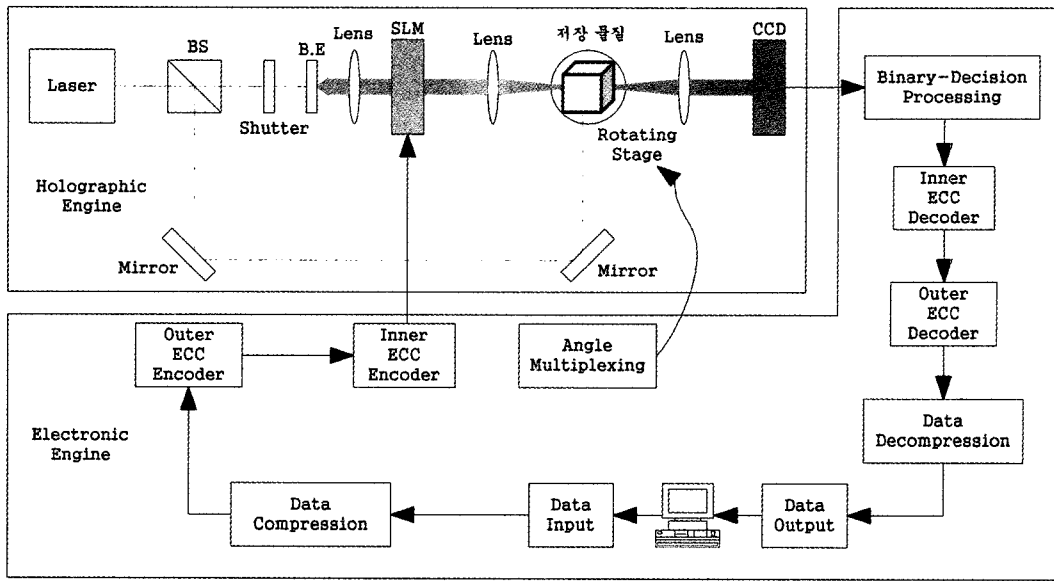 BS
B.E
Lens
SLM
Lens
저장 물질
Lens
CCD
Laser
Shutter
Rotating
Stage
Binary-Decision
Processing
Holographic
Engine
Mirror
Mirror
Inner
ECC
Decoder
Outer
ECC
Decoder
Outer
ECC
Encoder
Inner
ECC
Encoder
Angle
Multiplexing
Data
Decompression
Electronic
Engine
Data
Compression
Data
Input
Data
Output